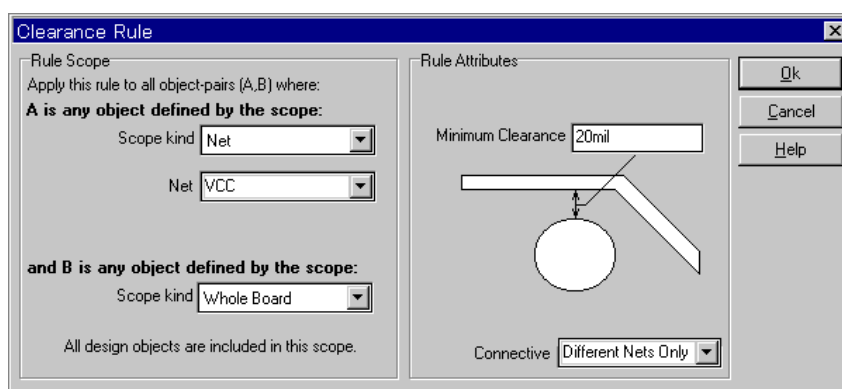 Clearance Rule
Rule Scope
Apply this rule to all object-pairs (A,B) where:
A is any object defined by the scope:
Scope kind Net
Net VCC
and B is any object defined by the scope:
Scope kind Whole Board
All design objects are included in this scope.
Rule Attributes
Minimum Clearance 20mil
Connective Different Nets Only
Ok
Cancel
Help